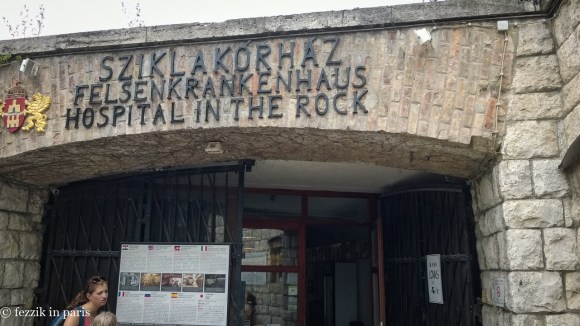 SZIKLAKÓRHÁZ
FELSENKRANKENHAUS
HOSPITAL IN THE ROCK
© fezzik in paris